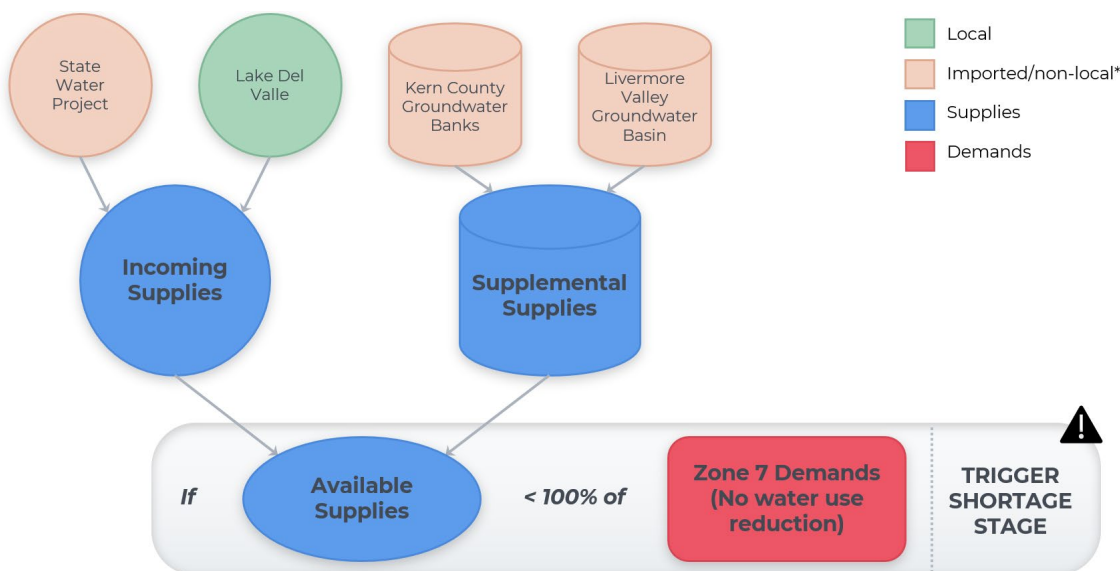 State
Water
Project
Lake Del
Valle
Kern County
Groundwater
Banks
Livermore
Valley
Groundwater
Basin
Local
Imported/non-local*
Supplies
Demands
Incoming
Supplies
Supplemental
Supplies
If
Available
Supplies
< 100% of
Zone 7 Demands
(No water use
reduction)
TRIGGER
SHORTAGE
STAGE